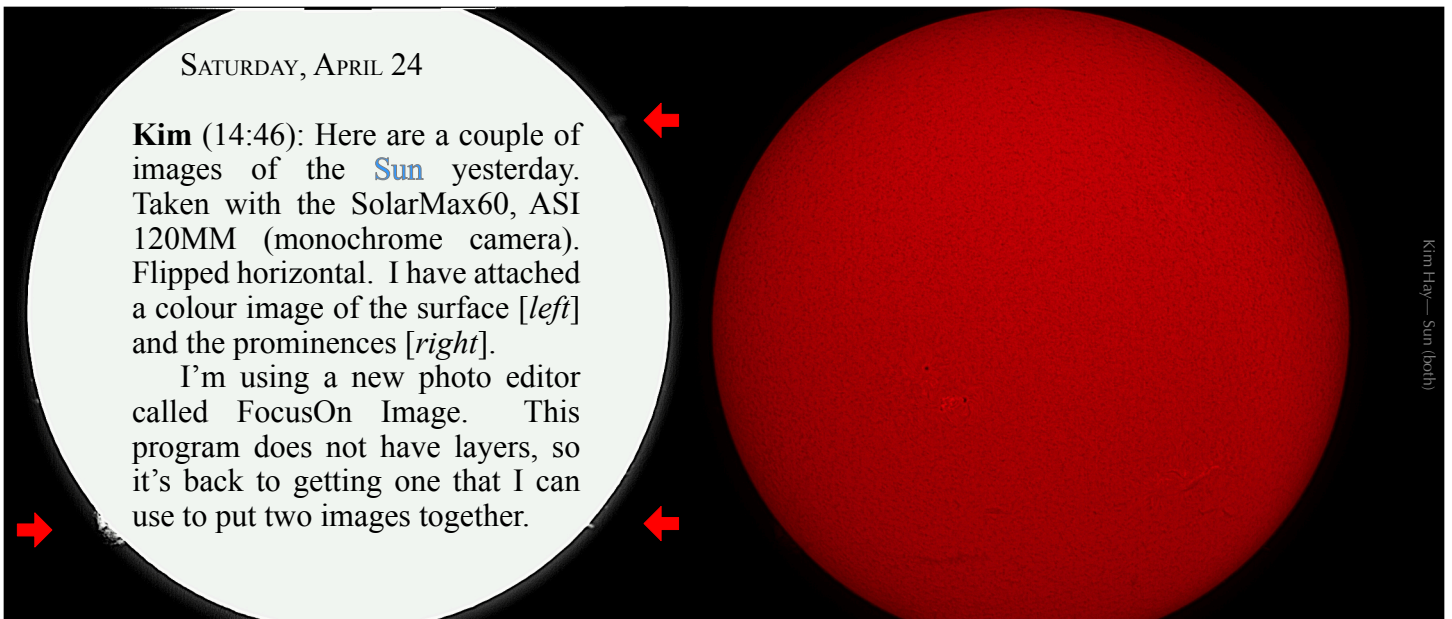 SATURDAY, APRIL 24
Kim (14:46): Here are a couple of
images of the Sun yesterday.
Taken with the SolarMax60, ASI
120MM (monochrome camera).
Flipped horizontal. I have attached
a colour image of the surface [left]
and the prominences [right].
I’m using a new photo editor
called FocusOn Image. This
program does not have layers, so
it’s back to getting one that I can
use to put two images together.
Kim Hay— Sun (both)